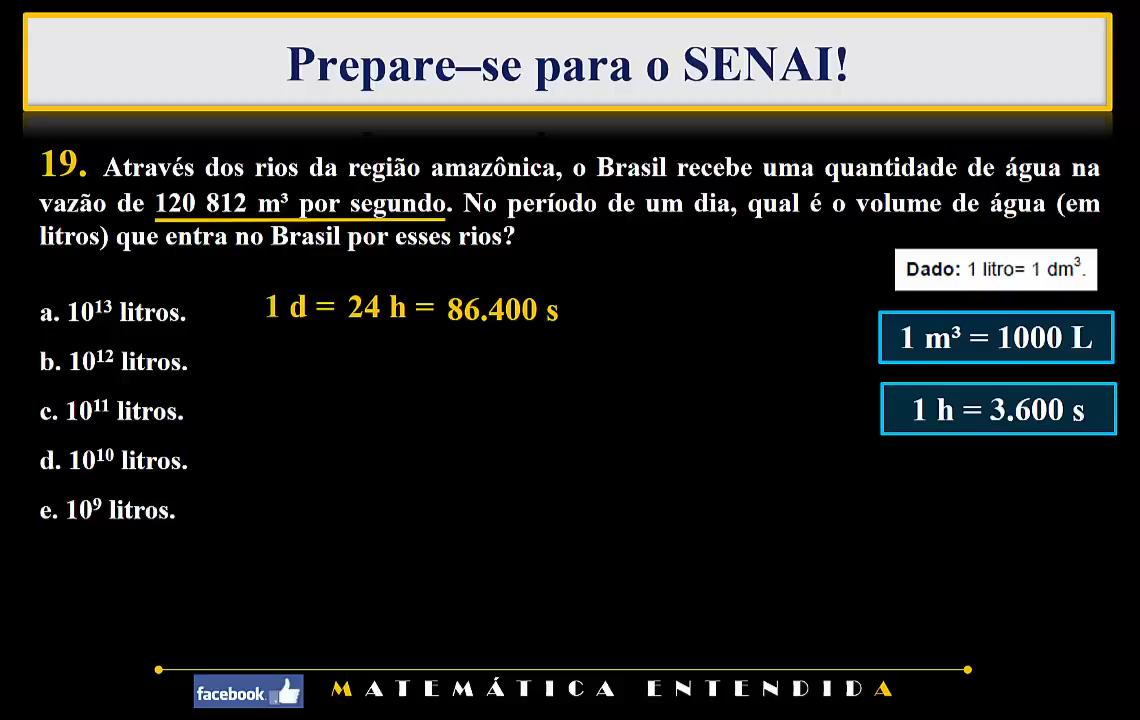 Prepare–se para o SENAI!
19. Através dos rios da região amazônica, o Brasil recebe uma quantidade de água na
vazão de 120 812 m³ por segundo. No período de um dia, qual é o volume de água (em
litros) que entra no Brasil por esses rios?
Dado: 1 litro= 1 dm³.
a. 10¹³ litros.
1 d = 24 h = 86.400 s
1 m³ = 1000 L
b. 10¹² litros.
c. 10¹¹ litros.
1 h = 3.600 s
d. 10¹⁰ litros.
e. 10⁹ litros.
facebook.
MATEMÁTICA ENTENDIDA